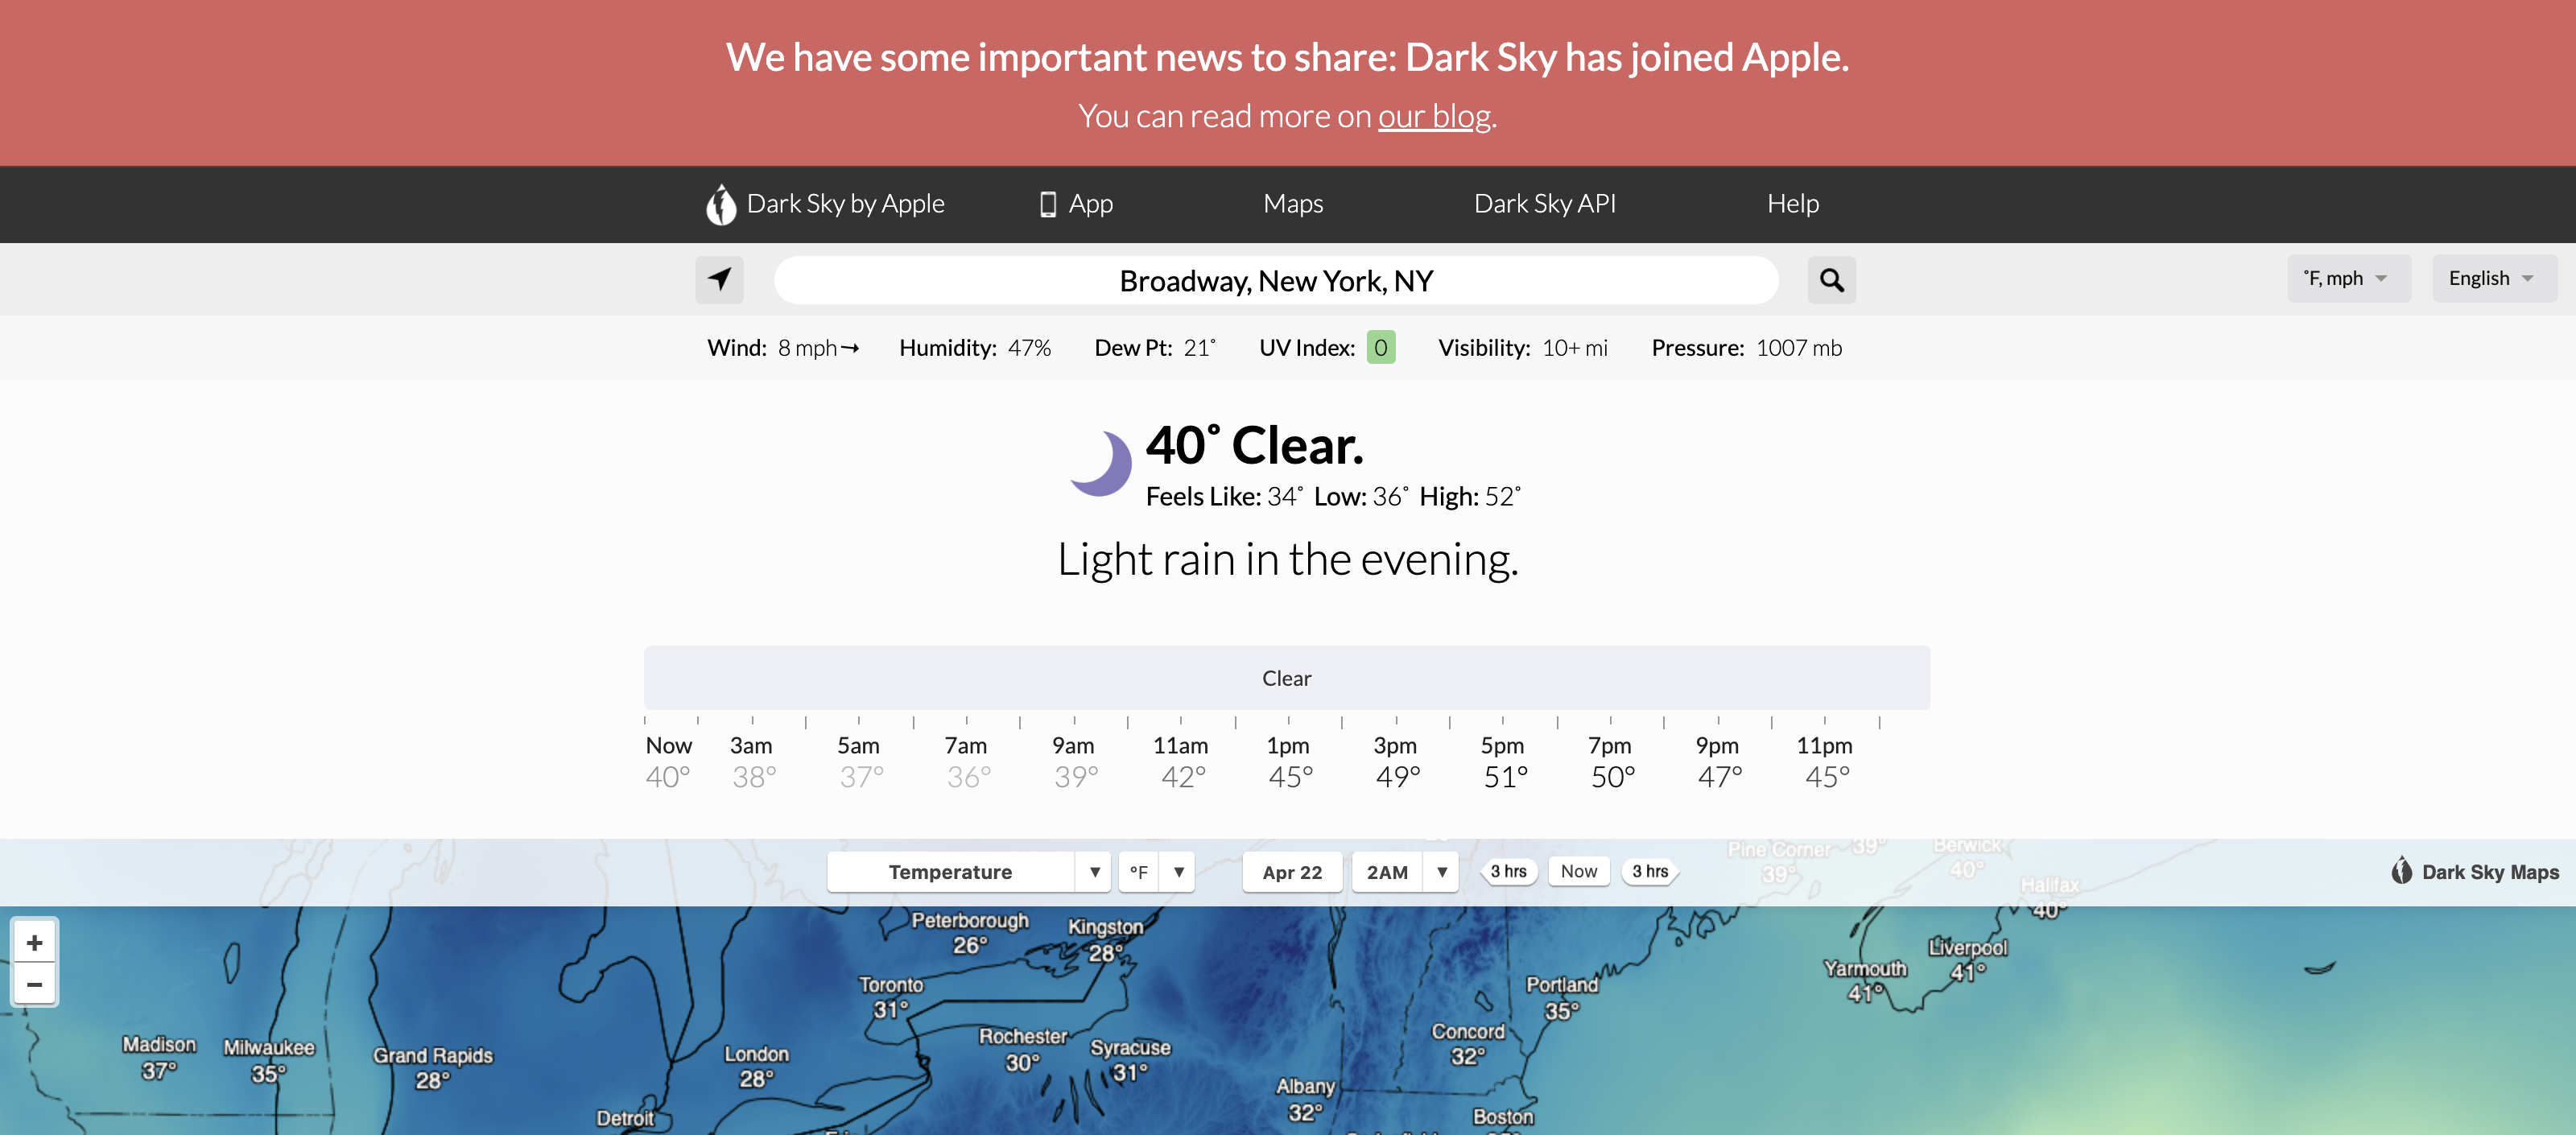 We have some important news to share: Dark Sky has joined Apple.
You can read more on our blog.
Dark Sky by Apple App Maps Dark Sky API Help
Broadway, New York, NY
˚F, mph English
Wind: 8 mph Humidity: 47% Dew Pt: 21˚ UV Index: 0 Visibility: 10+ mi Pressure: 1007 mb
40˚ Clear.
Feels Like: 34˚ Low: 36˚ High: 52˚
Light rain in the evening.
Clear
Now 3am 5am 7am 9am 11am 1pm 3pm 5pm 7pm 9pm 11pm
40° 38° 37° 36° 39° 42° 45° 49° 51° 50° 47° 45°
Temperature °F Apr 22 2AM 3 hrs Now 3 hrs
Dark Sky Maps
Pine Corner
39°
39°
Berwick
40°
Halifax
40°
+
−
Peterborough
26°
Kingston
28°
Liverpool
41°
Yarmouth
41°
Toronto
31°
Portland
35°
Rochester
30°
Concord
32°
Madison
37°
Milwaukee
35°
Grand Rapids
28°
London
28°
Syracuse
31°
Albany
32°
Detroit
Boston